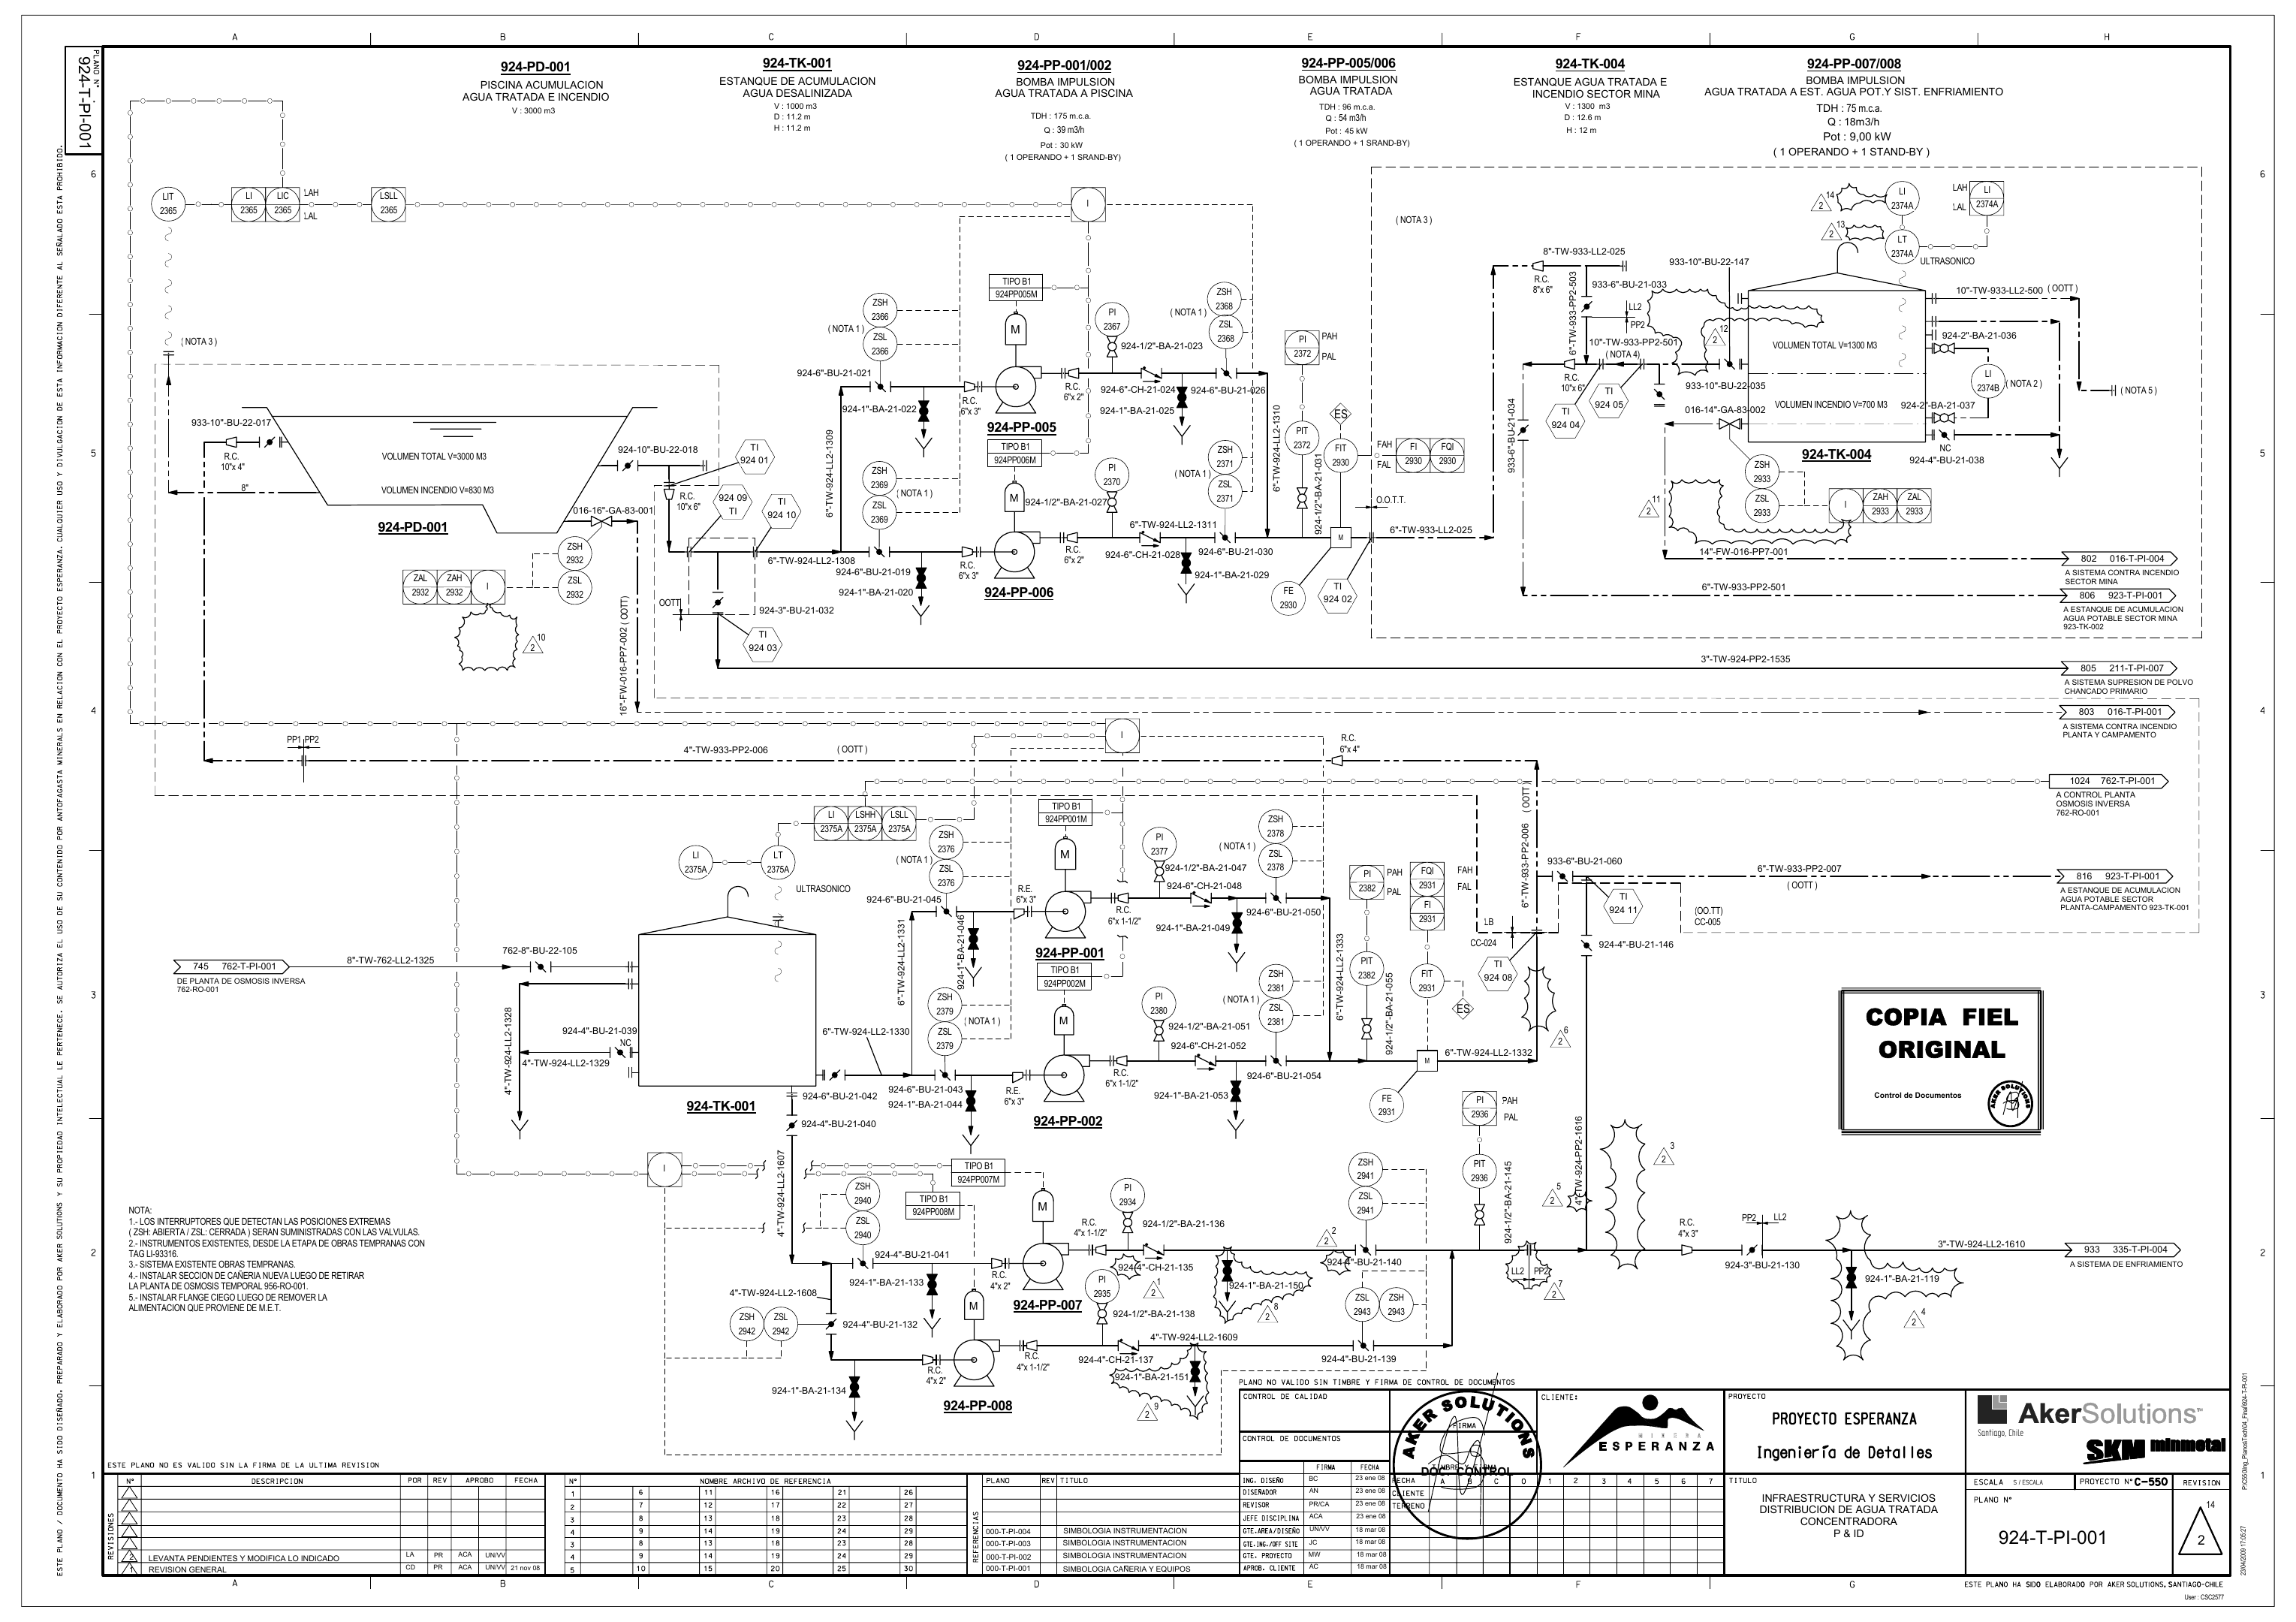 A B C D E F G H
PLANO N°
924-T-PI-001
924-PD-001
PISCINA ACUMULACION
AGUA TRATADA E INCENDIO
V : 3000 m3
924-TK-001
ESTANQUE DE ACUMULACION
AGUA DESALINIZADA
V : 1000 m3
D : 11.2 m
H : 11.2 m
924-PP-001/002
BOMBA IMPULSION
AGUA TRATADA A PISCINA
TDH : 175 m.c.a.
Q : 39 m3/h
Pot : 30 kW
( 1 OPERANDO + 1 SRAND-BY)
924-PP-005/006
BOMBA IMPULSION
AGUA TRATADA
TDH : 96 m.c.a.
Q : 54 m3/h
Pot : 45 kW
( 1 OPERANDO + 1 SRAND-BY)
924-TK-004
ESTANQUE AGUA TRATADA E
INCENDIO SECTOR MINA
V : 1300 m3
D : 12.6 m
H : 12 m
924-PP-007/008
BOMBA IMPULSION
AGUA TRATADA A EST. AGUA POT.Y SIST. ENFRIAMIENTO
TDH : 75 m.c.a.
Q : 18m3/h
Pot : 9,00 kW
( 1 OPERANDO + 1 STAND-BY )
6
5
4
3
2
1
LIT
2365
LI
2365
LIC
2365
LAH
LAL
LSLL
2365
I
( NOTA 3 )
933-10"-BU-22-017
R.C.
10"x 4"
8"
VOLUMEN TOTAL V=3000 M3
VOLUMEN INCENDIO V=830 M3
924-PD-001
924-10"-BU-22-018
TI
924 01
R.C.
10"x 6"
924 09
TI
TI
924 10
016-16"-GA-83-001
ZSH
2932
ZSL
2932
ZAL
2932
ZAH
2932
I
10
2
16"-FW-016-PP7-002 ( OOTT)
OOTT
924-3"-BU-21-032
TI
924 03
6"-TW-924-LL2-1308
6"-TW-924-LL2-1309
ZSH
2366
( NOTA 1 )
ZSL
2366
924-6"-BU-21-021
924-1"-BA-21-022
R.C.
6"x 3"
TIPO B1
924PP005M
M
924-PP-005
PI
2367
924-1/2"-BA-21-023
R.C.
6"x 2"
924-6"-CH-21-024
924-1"-BA-21-025
ZSH
2368
( NOTA 1 )
ZSL
2368
924-6"-BU-21-026
6"-TW-924-LL2-1310
ZSH
2369
ZSL
2369
( NOTA 1 )
924-6"-BU-21-019
924-1"-BA-21-020
R.C.
6"x 3"
TIPO B1
924PP006M
M
924-PP-006
PI
2370
924-1/2"-BA-21-027
R.C.
6"x 2"
6"-TW-924-LL2-1311
924-6"-CH-21-028
924-1"-BA-21-029
ZSH
2371
( NOTA 1 )
ZSL
2371
924-6"-BU-21-030
PI
2372
PAH
PAL
PIT
2372
924-1/2"-BA-21-031
ES
FIT
2930
FAH
FAL
FI
2930
FQI
2930
M
FE
2930
O.O.T.T.
TI
924 02
6"-TW-933-LL2-025
( NOTA 3 )
8"-TW-933-LL2-025
R.C.
8"x 6"
6"-TW-933-PP2-503
933-6"-BU-21-033
LL2
PP2
10"-TW-933-PP2-501
(NOTA 4)
R.C.
10"x 6"
TI
924 04
TI
924 05
933-6"-BU-21-034
933-10"-BU-22-147
12
2
933-10"-BU-22-035
016-14"-GA-83-002
14
2
13
2
LI
2374A
LT
2374A
ULTRASONICO
LAH
LAL
LI
2374A
VOLUMEN TOTAL V=1300 M3
VOLUMEN INCENDIO V=700 M3
924-TK-004
10"-TW-933-LL2-500 ( OOTT)
924-2"-BA-21-036
LI
2374B
( NOTA 2 )
924-2"-BA-21-037
NC
924-4"-BU-21-038
( NOTA 5 )
ZSH
2933
ZSL
2933
I
ZAH
2933
ZAL
2933
11
2
14"-FW-016-PP7-001
802 016-T-PI-004
A SISTEMA CONTRA INCENDIO
SECTOR MINA
6"-TW-933-PP2-501
806 923-T-PI-001
A ESTANQUE DE ACUMULACION
AGUA POTABLE SECTOR MINA
923-TK-002
3"-TW-924-PP2-1535
805 211-T-PI-007
A SISTEMA SUPRESION DE POLVO
CHANCADO PRIMARIO
803 016-T-PI-001
A SISTEMA CONTRA INCENDIO
PLANTA Y CAMPAMENTO
PP1 PP2
4"-TW-933-PP2-006
( OOTT )
R.C.
6"x 4"
1024 762-T-PI-001
A CONTROL PLANTA
OSMOSIS INVERSA
762-RO-001
6"-TW-933-PP2-006 ( OOTT)
933-6"-BU-21-060
6"-TW-933-PP2-007
( OOTT )
816 923-T-PI-001
A ESTANQUE DE ACUMULACION
AGUA POTABLE SECTOR
PLANTA-CAMPAMENTO 923-TK-001
TI
924 11
(OO.TT)
CC-005
LB
CC-024
TI
924 08
924-4"-BU-21-146
6
2
745 762-T-PI-001
DE PLANTA DE OSMOSIS INVERSA
762-RO-001
8"-TW-762-LL2-1325
762-8"-BU-22-105
4"-TW-924-LL2-1328
924-4"-BU-21-039
NC
4"-TW-924-LL2-1329
LI
2375A
LT
2375A
ULTRASONICO
LI
2375A
LSHH
2375A
LSLL
2375A
924-TK-001
6"-TW-924-LL2-1330
6"-TW-924-LL2-1331
924-6"-BU-21-042
924-4"-BU-21-040
4"-TW-924-LL2-1607
ZSH
2376
( NOTA 1 )
ZSL
2376
924-6"-BU-21-045
924-1"-BA-21-046
R.E.
6"x 3"
TIPO B1
924PP001M
M
I
924-PP-001
PI
2377
924-1/2"-BA-21-047
R.C.
6"x 1-1/2"
924-6"-CH-21-048
924-1"-BA-21-049
ZSH
2378
( NOTA 1 )
ZSL
2378
924-6"-BU-21-050
6"-TW-924-LL2-1333
ZSH
2379
ZSL
2379
( NOTA 1 )
924-6"-BU-21-043
924-1"-BA-21-044
R.E.
6"x 3"
TIPO B1
924PP002M
M
924-PP-002
PI
2380
924-1/2"-BA-21-051
924-6"-CH-21-052
R.C.
6"x 1-1/2"
924-1"-BA-21-053
ZSH
2381
( NOTA 1 )
ZSL
2381
924-6"-BU-21-054
PI
2382
PAH
PAL
PIT
2382
924-1/2"-BA-21-055
FQI
2931
FI
2931
FAH
FAL
FIT
2931
ES
M
FE
2931
6"-TW-924-LL2-1332
COPIA FIEL
ORIGINAL
Control de Documentos
AKER SOLUTIONS
I
TIPO B1
924PP007M
TIPO B1
924PP008M
ZSH
2940
ZSL
2940
924-4"-BU-21-041
924-1"-BA-21-133
4"-TW-924-LL2-1608
ZSH
2942
ZSL
2942
924-4"-BU-21-132
924-1"-BA-21-134
R.C.
4"x 2"
M
924-PP-007
R.C.
4"x 2"
M
924-PP-008
PI
2934
R.C.
4"x 1-1/2"
924-1/2"-BA-21-136
924-4"-CH-21-135
1
2
PI
2935
924-1/2"-BA-21-138
R.C.
4"x 1-1/2"
4"-TW-924-LL2-1609
924-4"-CH-21-137
924-1"-BA-21-151
9
2
924-1"-BA-21-150
8
2
ZSH
2941
ZSL
2941
2
2
924-4"-BU-21-140
ZSL
2943
ZSH
2943
924-4"-BU-21-139
PI
2936
PAH
PAL
PIT
2936
924-1/2"-BA-21-145
LL2 PP2
7
2
5
2
4"-TW-924-PP2-1616
3
2
R.C.
4"x 3"
PP2 LL2
924-3"-BU-21-130
3"-TW-924-LL2-1610
924-1"-BA-21-119
4
2
933 335-T-PI-004
A SISTEMA DE ENFRIAMIENTO
NOTA:
1.- LOS INTERRUPTORES QUE DETECTAN LAS POSICIONES EXTREMAS
( ZSH: ABIERTA / ZSL: CERRADA ) SERAN SUMINISTRADAS CON LAS VALVULAS.
2.- INSTRUMENTOS EXISTENTES, DESDE LA ETAPA DE OBRAS TEMPRANAS CON
TAG LI-93316.
3.- SISTEMA EXISTENTE OBRAS TEMPRANAS.
4.- INSTALAR SECCION DE CAÑERIA NUEVA LUEGO DE RETIRAR
LA PLANTA DE OSMOSIS TEMPORAL 956-RO-001.
5.- INSTALAR FLANGE CIEGO LUEGO DE REMOVER LA
ALIMENTACION QUE PROVIENE DE M.E.T.
ESTE PLANO / DOCUMENTO HA SIDO DISEÑADO, PREPARADO Y ELABORADO POR AKER SOLUTIONS Y SU PROPIEDAD INTELECTUAL LE PERTENECE. SE AUTORIZA EL USO DE SU CONTENIDO POR ANTOFAGASTA MINERALS EN RELACION CON EL PROYECTO ESPERANZA. CUALQUIER USO Y DIVULGACION DE ESTA INFORMACION DIFERENTE AL SEÑALADO ESTA PROHIBIDO.
ESTE PLANO NO ES VALIDO SIN LA FIRMA DE LA ULTIMA REVISION
REVISIONES
N° DESCRIPCION POR REV APROBO FECHA
2 LEVANTA PENDIENTES Y MODIFICA LO INDICADO LA PR ACA UN/VV
1 REVISION GENERAL CD PR ACA UN/VV 21 nov 08
N° NOMBRE ARCHIVO DE REFERENCIA
1 6 11 16 21 26
2 7 12 17 22 27
3 8 13 18 23 28
4 9 14 19 24 29
3 8 13 18 23 28
4 9 14 19 24 29
5 10 15 20 25 30
REFERENCIAS
PLANO REV TITULO
000-T-PI-004 SIMBOLOGIA INSTRUMENTACION
000-T-PI-003 SIMBOLOGIA INSTRUMENTACION
000-T-PI-002 SIMBOLOGIA INSTRUMENTACION
000-T-PI-001 SIMBOLOGIA CAÑERIA Y EQUIPOS
PLANO NO VALIDO SIN TIMBRE Y FIRMA DE CONTROL DE DOCUMENTOS
CONTROL DE CALIDAD
FIRMA
CONTROL DE DOCUMENTOS
TIMBRE Y FIRMA
AKER SOLUTIONS
DOC. CONTROL
FIRMA FECHA
ING. DISEÑO BC 23 ene 08
DISEÑADOR AN 23 ene 08
REVISOR PR/CA 23 ene 08
JEFE DISCIPLINA ACA 23 ene 08
GTE.AREA/DISEÑO UN/VV 18 mar 08
GTE.ING./OFF SITE JC 18 mar 08
GTE. PROYECTO MW 18 mar 08
APROB. CLIENTE AC 18 mar 08
FECHA A B C 0 1 2 3 4 5 6 7
CLIENTE
TERRENO
CLIENTE:
MINERA
ESPERANZA
PROYECTO
PROYECTO ESPERANZA
Ingeniería de Detalles
TITULO
INFRAESTRUCTURA Y SERVICIOS
DISTRIBUCION DE AGUA TRATADA
CONCENTRADORA
P & ID
AkerSolutions™
Santiago, Chile
SKM minmetal
ESCALA S / ESCALA
PROYECTO N° C-550
REVISION
PLANO N°
924-T-PI-001
14
2
A B C D E G
ESTE PLANO HA SIDO ELABORADO POR AKER SOLUTIONS, SANTIAGO-CHILE
User : CSC2577
23/04/2009 17:05:27